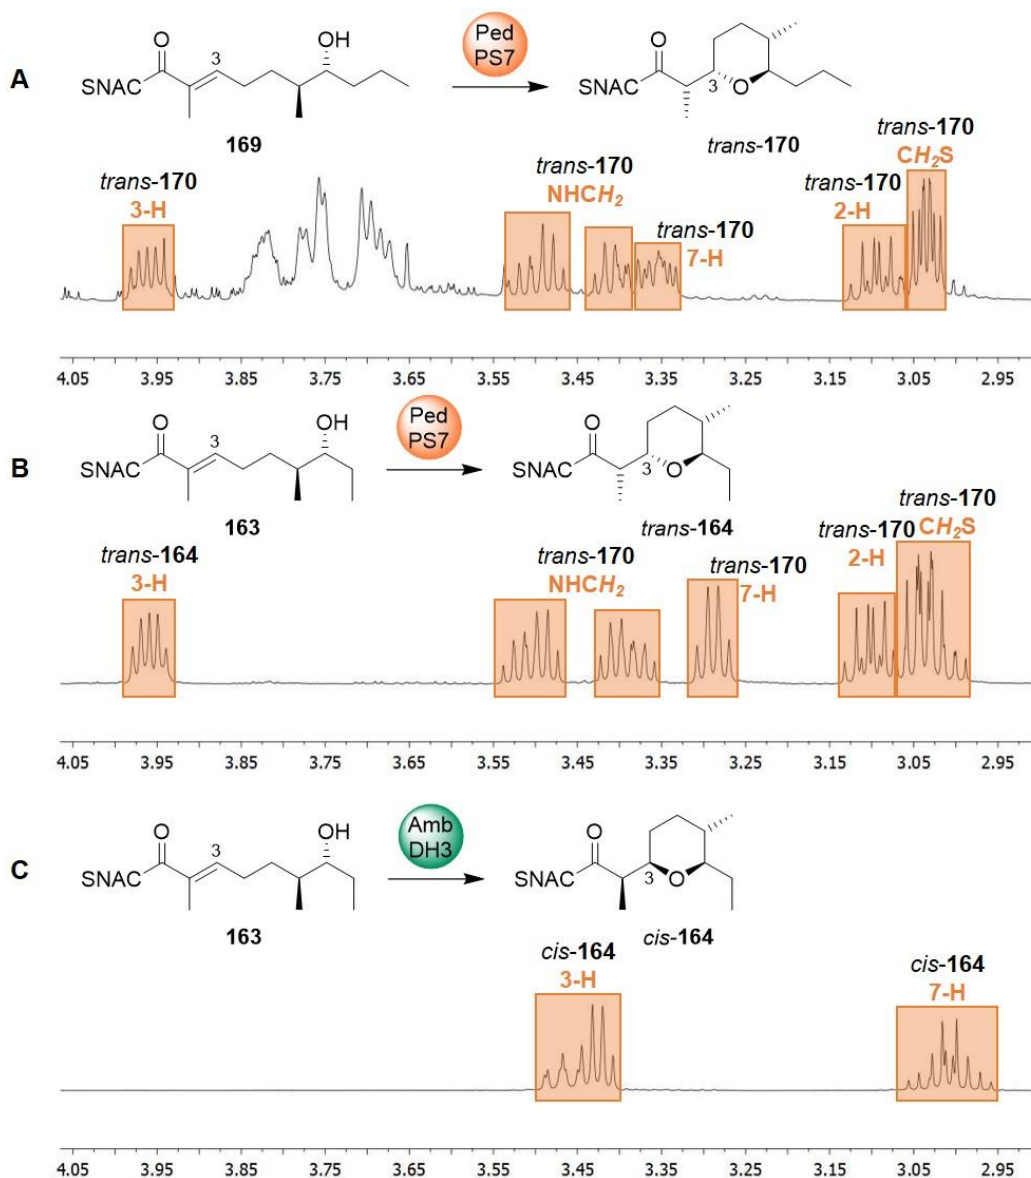 A
O
3
OH
SNAC
169
Ped
PS7
O
SNAC
3
O
trans-170
trans-170
3-H
trans-170
NHCH2
trans-170
7-H
trans-170
2-H
trans-170
CH2S
4.05 3.95 3.85 3.75 3.65 3.55 3.45 3.35 3.25 3.15 3.05 2.95
B
O
3
OH
SNAC
163
Ped
PS7
O
SNAC
3
O
trans-164
trans-164
3-H
trans-170
NHCH2
trans-170
7-H
trans-170
2-H
trans-170
CH2S
4.05 3.95 3.85 3.75 3.65 3.55 3.45 3.35 3.25 3.15 3.05 2.95
C
O
3
OH
SNAC
163
Amb
DH3
O
SNAC
3
O
cis-164
cis-164
3-H
cis-164
7-H
4.05 3.95 3.85 3.75 3.65 3.55 3.45 3.35 3.25 3.15 3.05 2.95